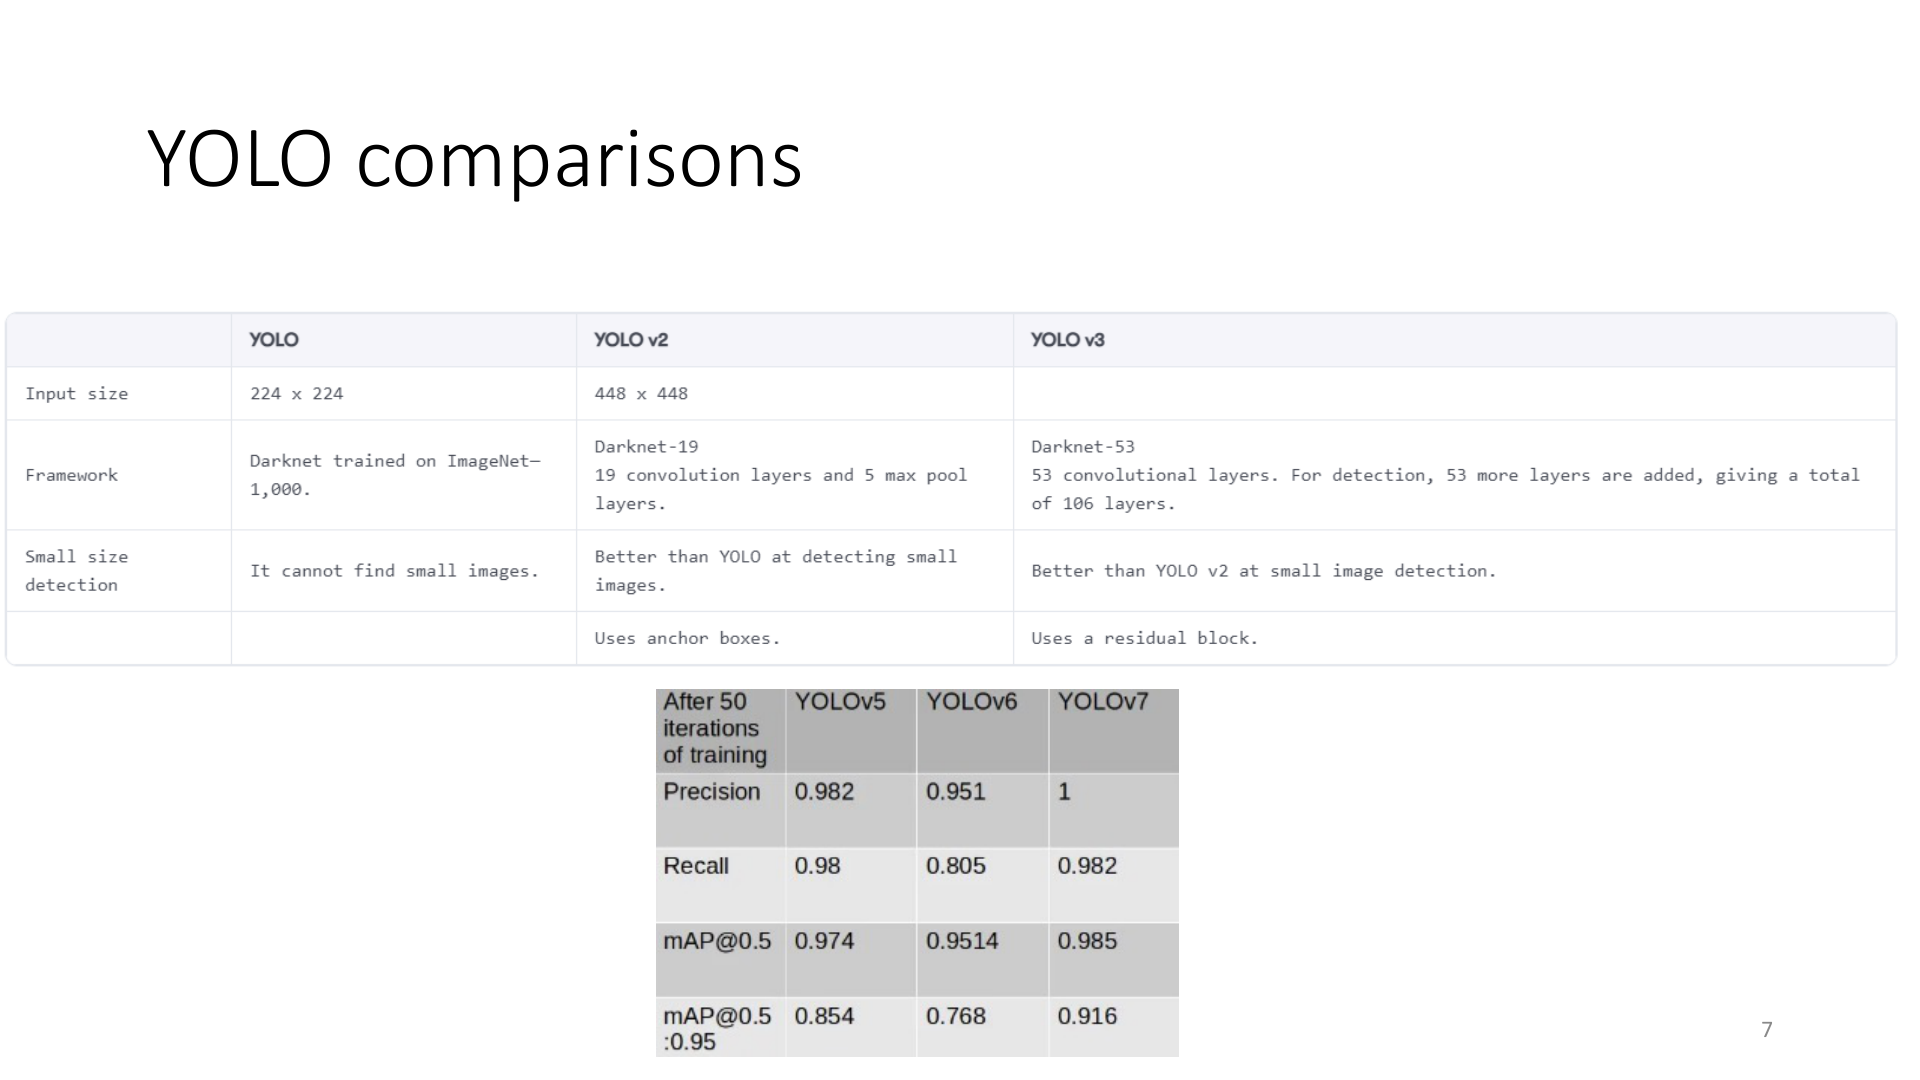 YOLO comparisons
YOLO
YOLO v2
YOLO v3
Input size
224 x 224
448 x 448
Framework
Darknet trained on ImageNet—
1,000.
Darknet-19
19 convolution layers and 5 max pool
layers.
Darknet-53
53 convolutional layers. For detection, 53 more layers are added, giving a total
of 106 layers.
Small size
detection
It cannot find small images.
Better than YOLO at detecting small
images.
Better than YOLO v2 at small image detection.
Uses anchor boxes.
Uses a residual block.
After 50
iterations
of training
YOLOv5
YOLOv6
YOLOv7
Precision
0.982
0.951
1
Recall
0.98
0.805
0.982
mAP@0.5
0.974
0.9514
0.985
mAP@0.5
:0.95
0.854
0.768
0.916
7